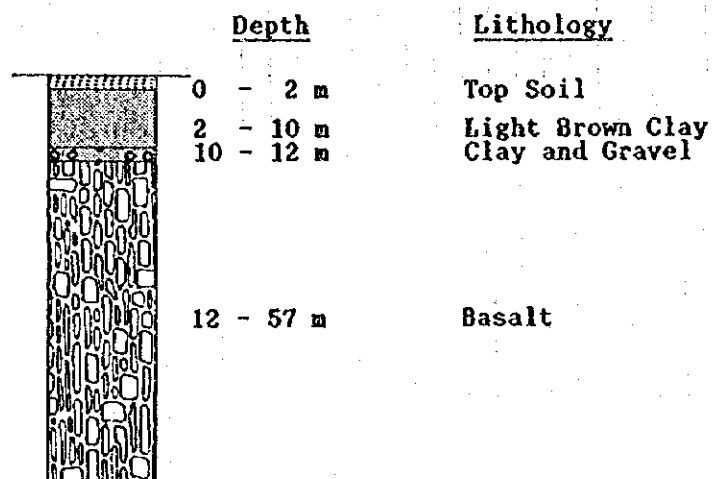 Depth Lithology
0 - 2 m Top Soil
2 - 10 m Light Brown Clay
10 - 12 m Clay and Gravel
12 - 57 m Basalt